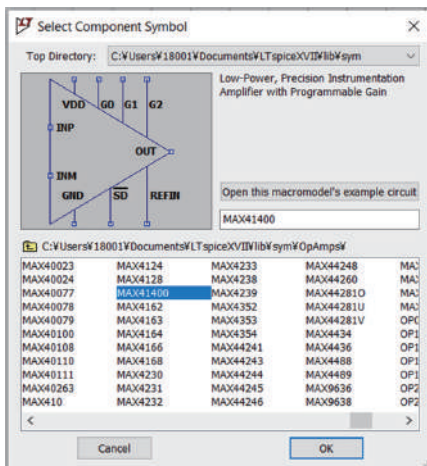 Select Component Symbol
Top Directory: C:¥Users¥18001¥Documents¥LTspiceXVII¥lib¥sym
Low-Power, Precision Instrumentation
Amplifier with Programmable Gain
VDD G0 G1 G2
INP
OUT
INM
GND SD REFIN
Open this macromodel's example circuit
MAX41400
C:¥Users¥18001¥Documents¥LTspiceXVII¥lib¥sym¥OpAmps¥
MAX40023 MAX4124 MAX4233 MAX44248
MAX40024 MAX4128 MAX4238 MAX44260
MAX40077 MAX41400 MAX4239 MAX44281O
MAX40078 MAX4162 MAX4352 MAX44281U
MAX40079 MAX4163 MAX4353 MAX44281V
MAX40100 MAX4164 MAX4354 MAX4434
MAX40108 MAX4166 MAX44241 MAX4436
MAX40110 MAX4168 MAX44243 MAX4488
MAX40111 MAX4230 MAX44244 MAX4489
MAX40263 MAX4231 MAX44245 MAX9636
MAX410 MAX4232 MAX44246 MAX9638
Cancel OK